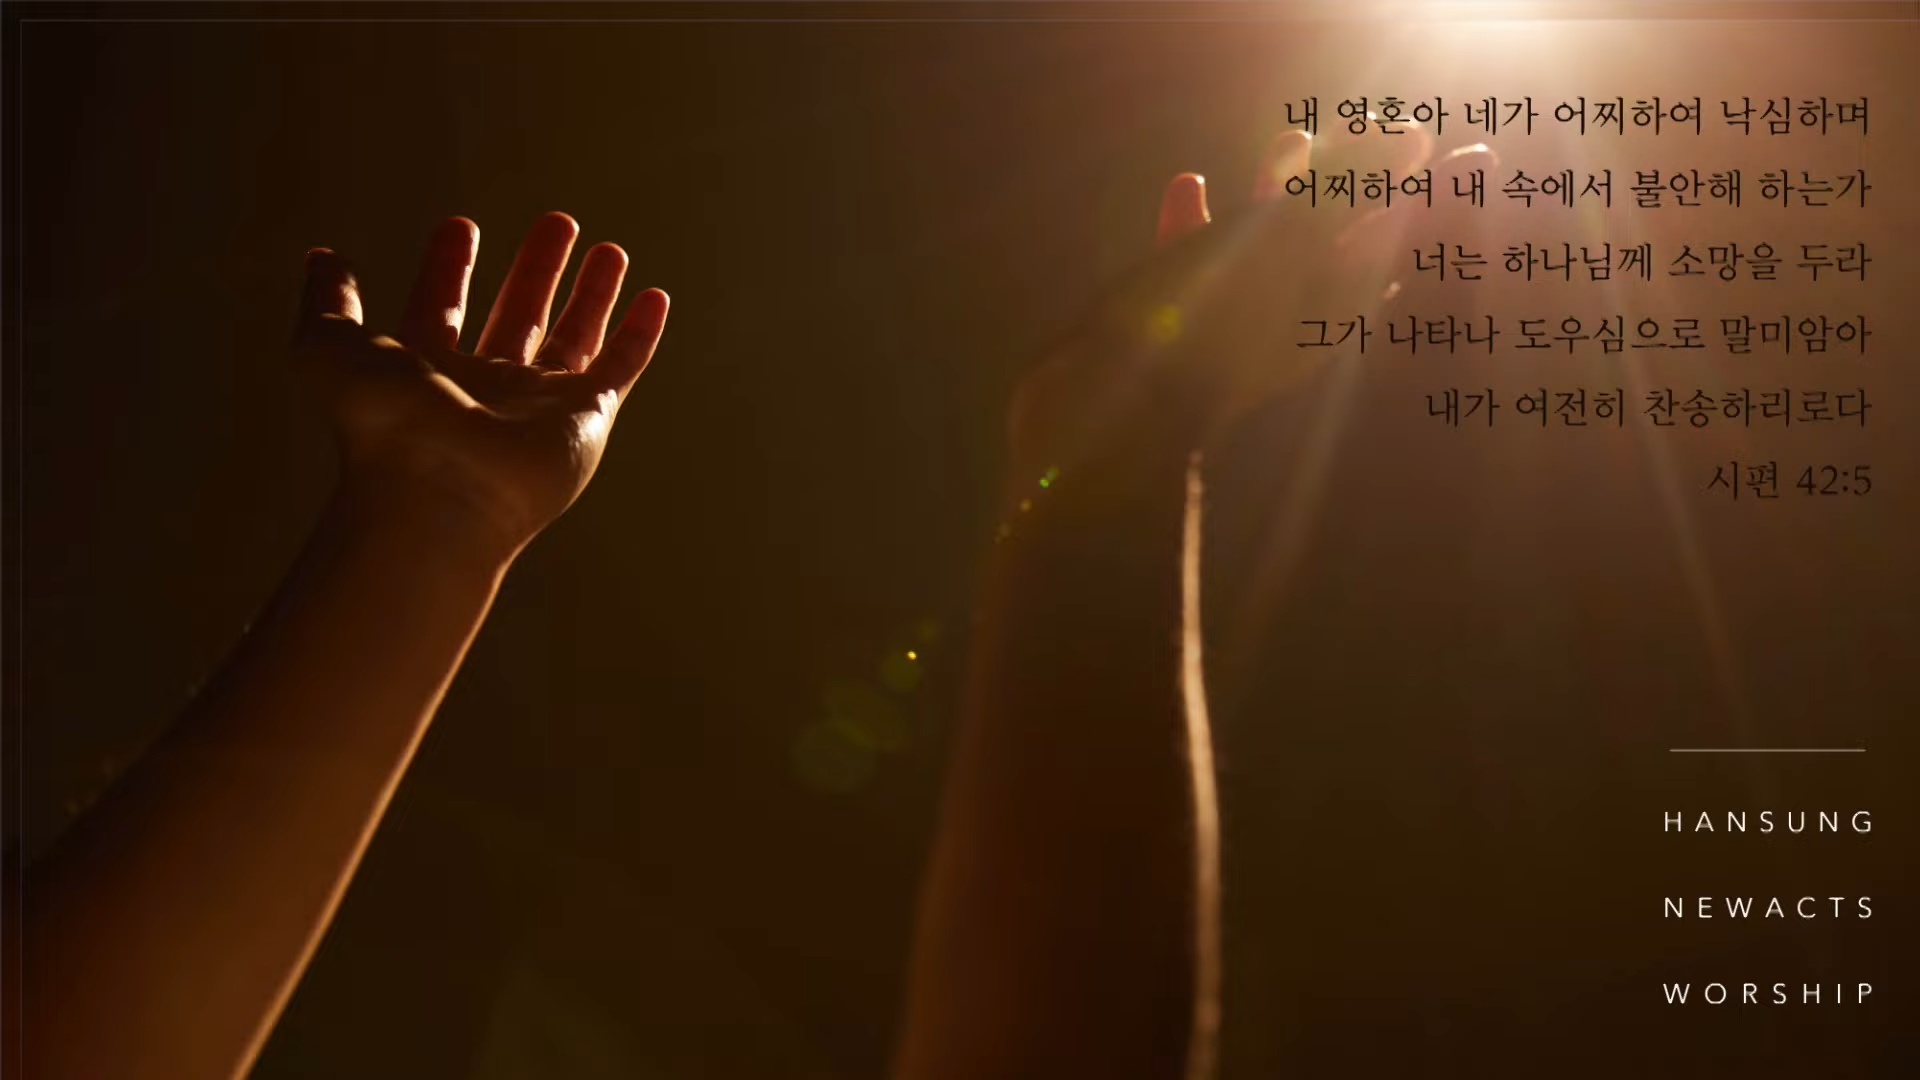 내 영혼아 네가 어찌하여 낙심하며
어찌하여 내 속에서 불안해 하는가
너는 하나님께 소망을 두라
그가 나타나 도우심으로 말미암아
내가 여전히 찬송하리로다
시편 42:5
HANSUNG
NEWACTS
WORSHIP